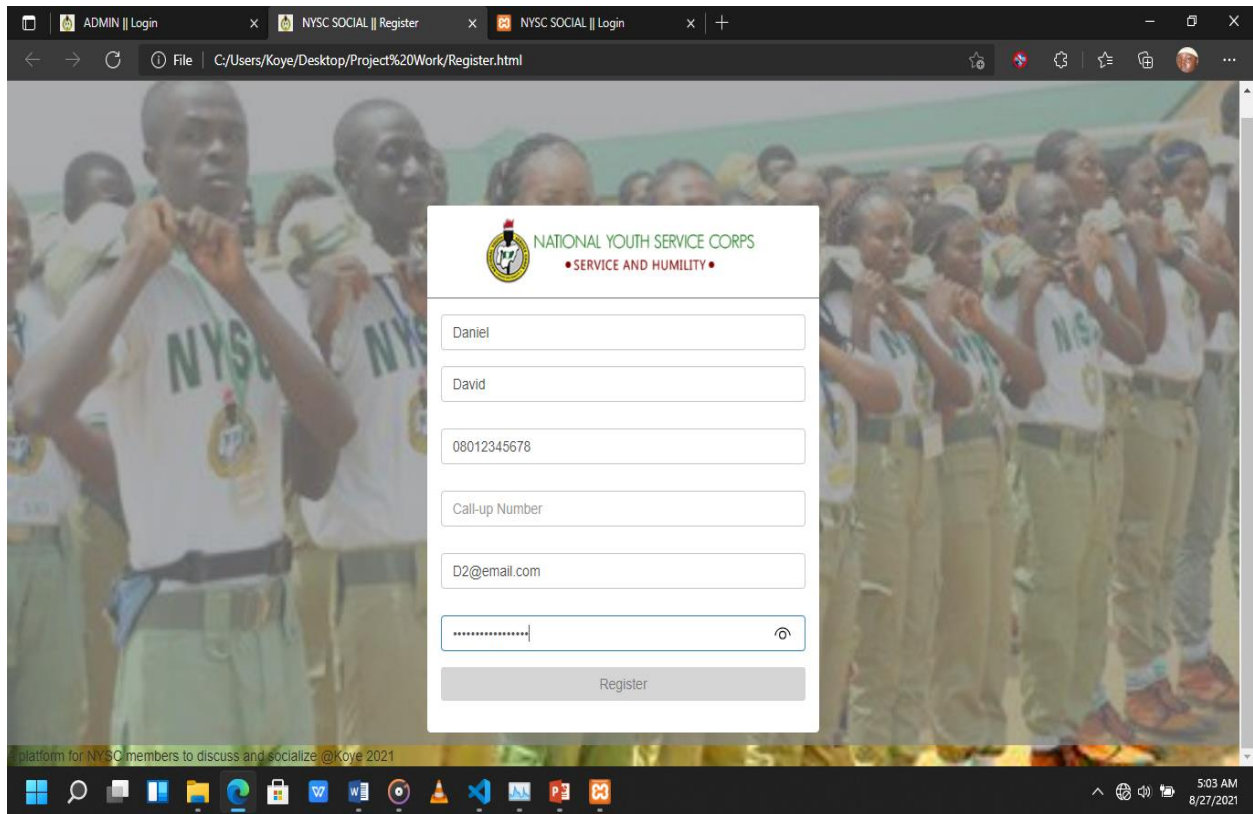 ADMIN || Login
NYSC SOCIAL || Register
NYSC SOCIAL || Login
File
C:/Users/Koye/Desktop/Project%20Work/Register.html
NATIONAL YOUTH SERVICE CORPS
• SERVICE AND HUMILITY •
Daniel
David
08012345678
Call-up Number
D2@email.com
Register
NYSC
platform for NYSC members to discuss and socialize @Koye 2021
5:03 AM
8/27/2021